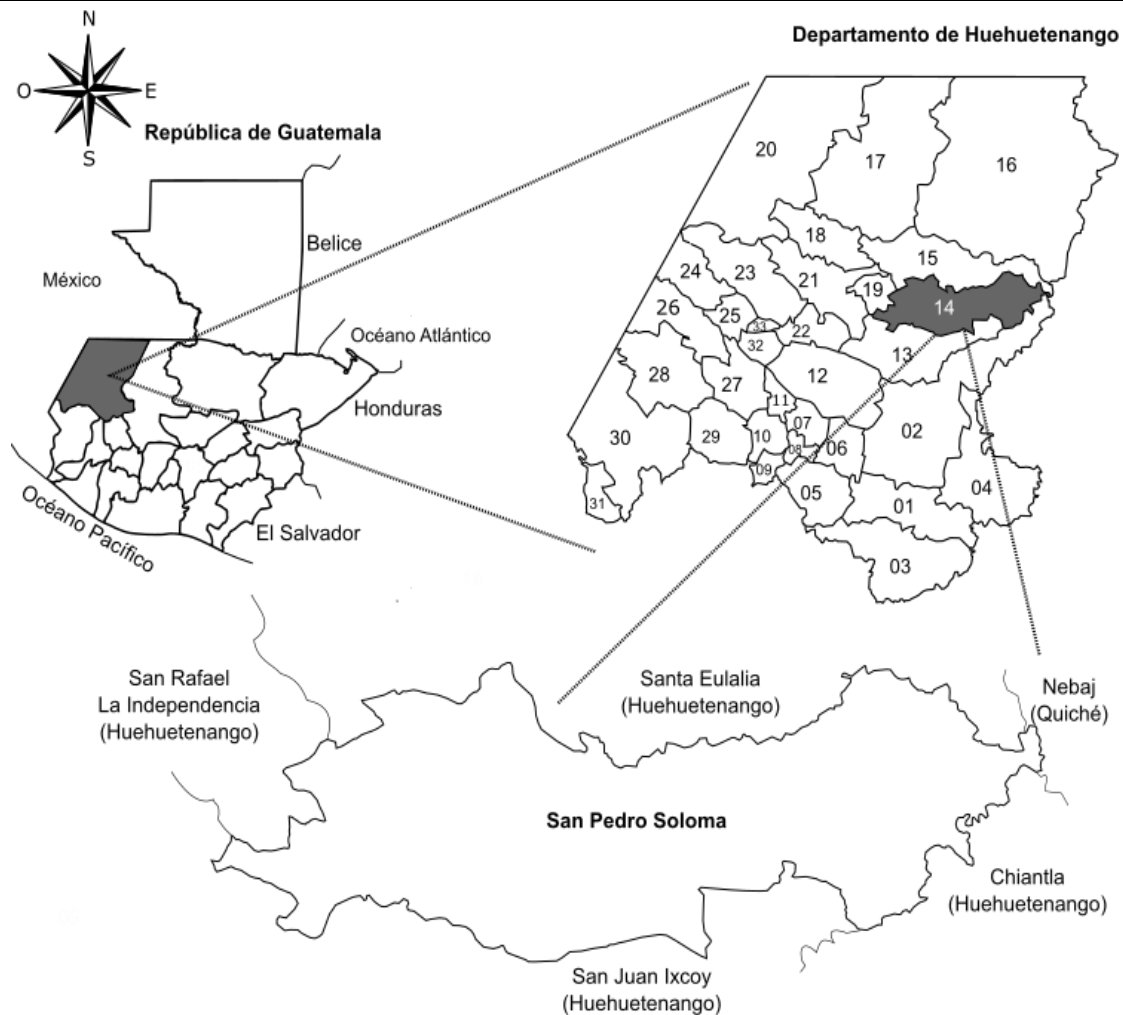 Departamento de Huehuetenango
N
O
E
S
República de Guatemala
México
Belice
Océano Atlántico
Honduras
El Salvador
Océano Pacífico
20
17
16
18
15
24
23
21
19
14
26
25
33
22
13
32
28
27
12
11
30
29
10
07
02
08
06
09
31
05
01
04
03
San Rafael
La Independencia
(Huehuetenango)
Santa Eulalia
(Huehuetenango)
Nebaj
(Quiché)
San Pedro Soloma
Chiantla
(Huehuetenango)
San Juan Ixcoy
(Huehuetenango)